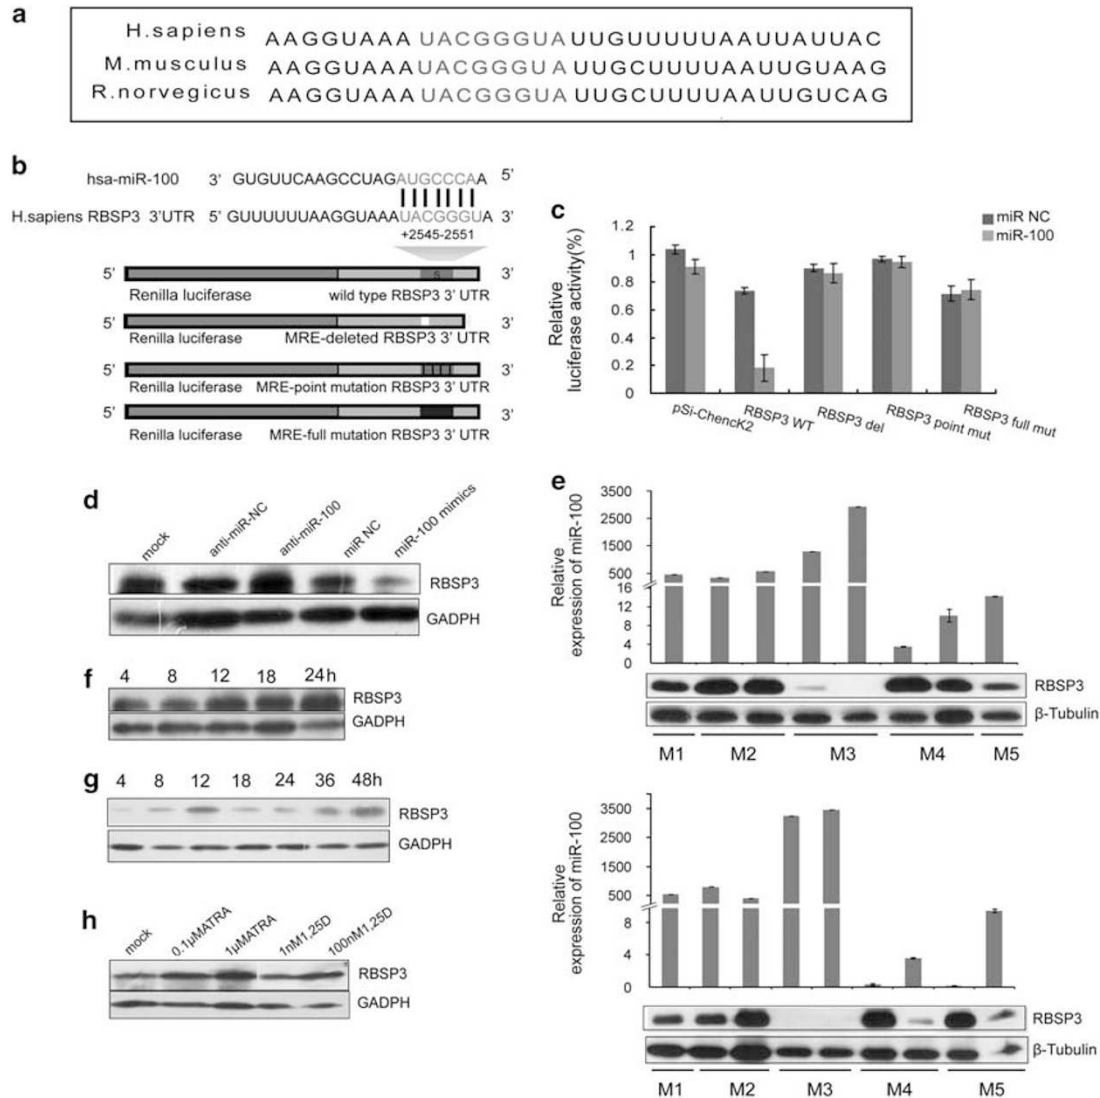 a
H.sapiens AAGGUAAA UACGGGUA UUGUUUUUAAUUAUUAC
M.musculus AAGGUAAA UACGGGUA UUGCUUUUAAUUGUAAG
R.norvegicus AAGGUAAA UACGGGUA UUGCUUUUAAUUGUCAG
b
hsa-miR-100 3' GUGUUCAAGCCUAGAUGCCCAA 5'
H.sapiens RBSP3 3'UTR 5' GUUUUUUAAGGUAAAUACGGGUA 3'
+2545-2551
5' S 3'
Renilla luciferase wild type RBSP3 3' UTR
5' 3'
Renilla luciferase MRE-deleted RBSP3 3' UTR
5' 3'
Renilla luciferase MRE-point mutation RBSP3 3' UTR
5' 3'
Renilla luciferase MRE-full mutation RBSP3 3' UTR
c
Relative
luciferase activity(%)
1.2
1
0.8
0.6
0.4
0.2
0
miR NC
miR-100
pSi-ChencK2 RBSP3 WT RBSP3 del RBSP3 point mut RBSP3 full mut
d
mock anti-miR-NC anti-miR-100 miR NC miR-100 mimics
RBSP3
GADPH
e
Relative
expression of miR-100
3500
2500
1500
500
16
12
8
4
0
RBSP3
β-Tubulin
M1 M2 M3 M4 M5
Relative
expression of miR-100
3500
2500
1500
500
8
4
0
RBSP3
β-Tubulin
M1 M2 M3 M4 M5
f
4 8 12 18 24h
RBSP3
GADPH
g
4 8 12 18 24 36 48h
RBSP3
GADPH
h
mock 0.1μMATRA 1μMATRA 1nM1,25D 100nM1,25D
RBSP3
GADPH